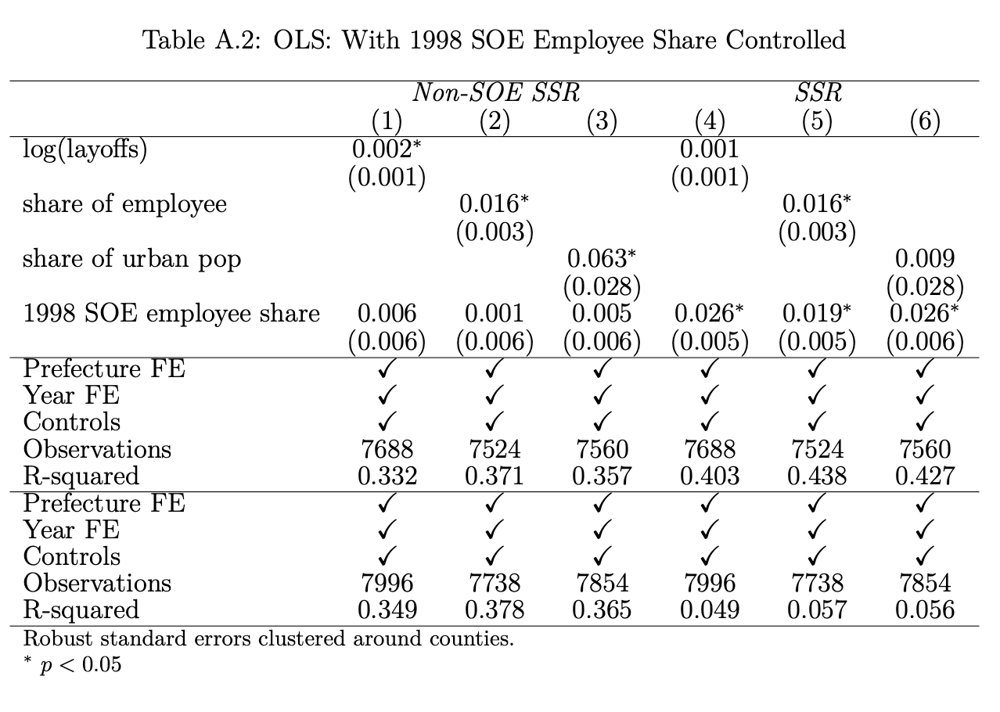 Table A.2: OLS: With 1998 SOE Employee Share Controlled
Non-SOE SSR SSR
(1) (2) (3) (4) (5) (6)
log(layoffs) 0.002* 0.001
(0.001) (0.001)
share of employee 0.016* 0.016*
(0.003) (0.003)
share of urban pop 0.063* 0.009
(0.028) (0.028)
1998 SOE employee share 0.006 0.001 0.005 0.026* 0.019* 0.026*
(0.006) (0.006) (0.006) (0.005) (0.005) (0.006)
Prefecture FE ✓ ✓ ✓ ✓ ✓ ✓
Year FE ✓ ✓ ✓ ✓ ✓ ✓
Controls ✓ ✓ ✓ ✓ ✓ ✓
Observations 7688 7524 7560 7688 7524 7560
R-squared 0.332 0.371 0.357 0.403 0.438 0.427
Prefecture FE ✓ ✓ ✓ ✓ ✓ ✓
Year FE ✓ ✓ ✓ ✓ ✓ ✓
Controls ✓ ✓ ✓ ✓ ✓ ✓
Observations 7996 7738 7854 7996 7738 7854
R-squared 0.349 0.378 0.365 0.049 0.057 0.056
Robust standard errors clustered around counties.
* p < 0.05